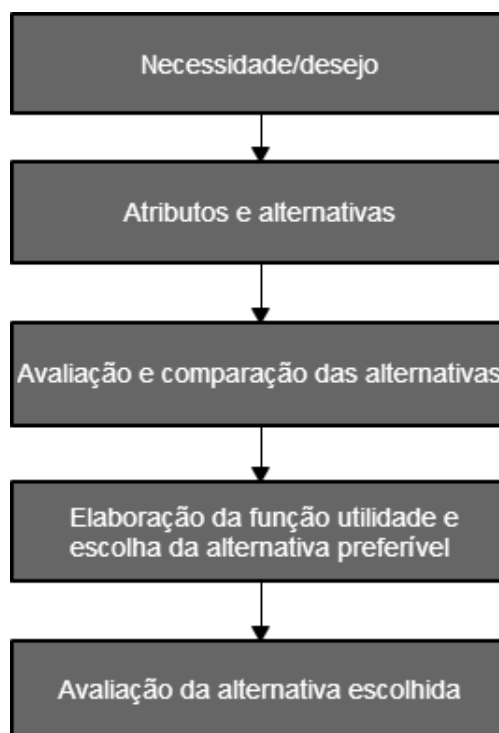 Necessidade/desejo
Atributos e alternativas
Avaliação e comparação das alternativas
Elaboração da função utilidade e
escolha da alternativa preferível
Avaliação da alternativa escolhida